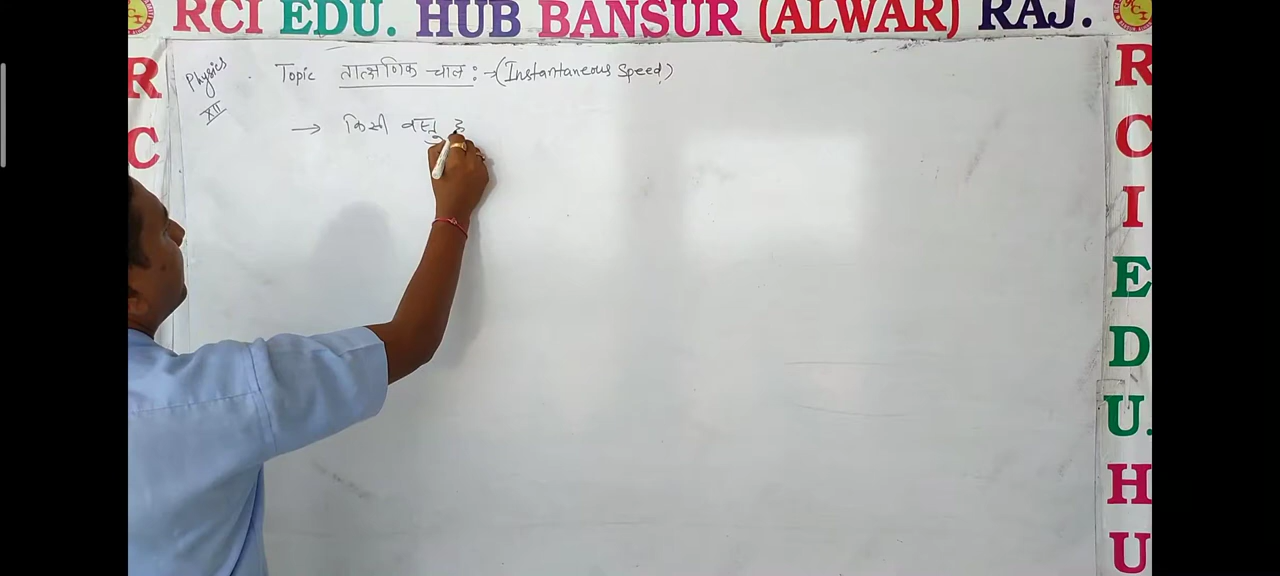 RCI EDU. HUB BANSUR (ALWAR) RAJ.
Physics
XII
Topic तात्क्षणिक चाल :→ (Instantaneous Speed)
→ किसी वस्तु
R
C
R
C
I
E
D
U.
H
U